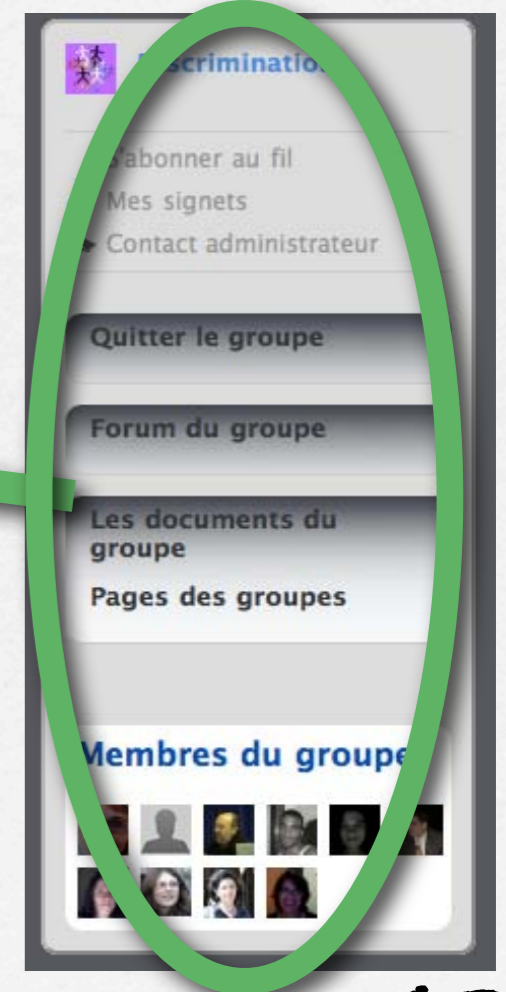 S'abonner au fil
Mes signets
Contact administrateur
Quitter le groupe
Forum du groupe
Les documents du
groupe
Pages des groupes
Membres du groupe